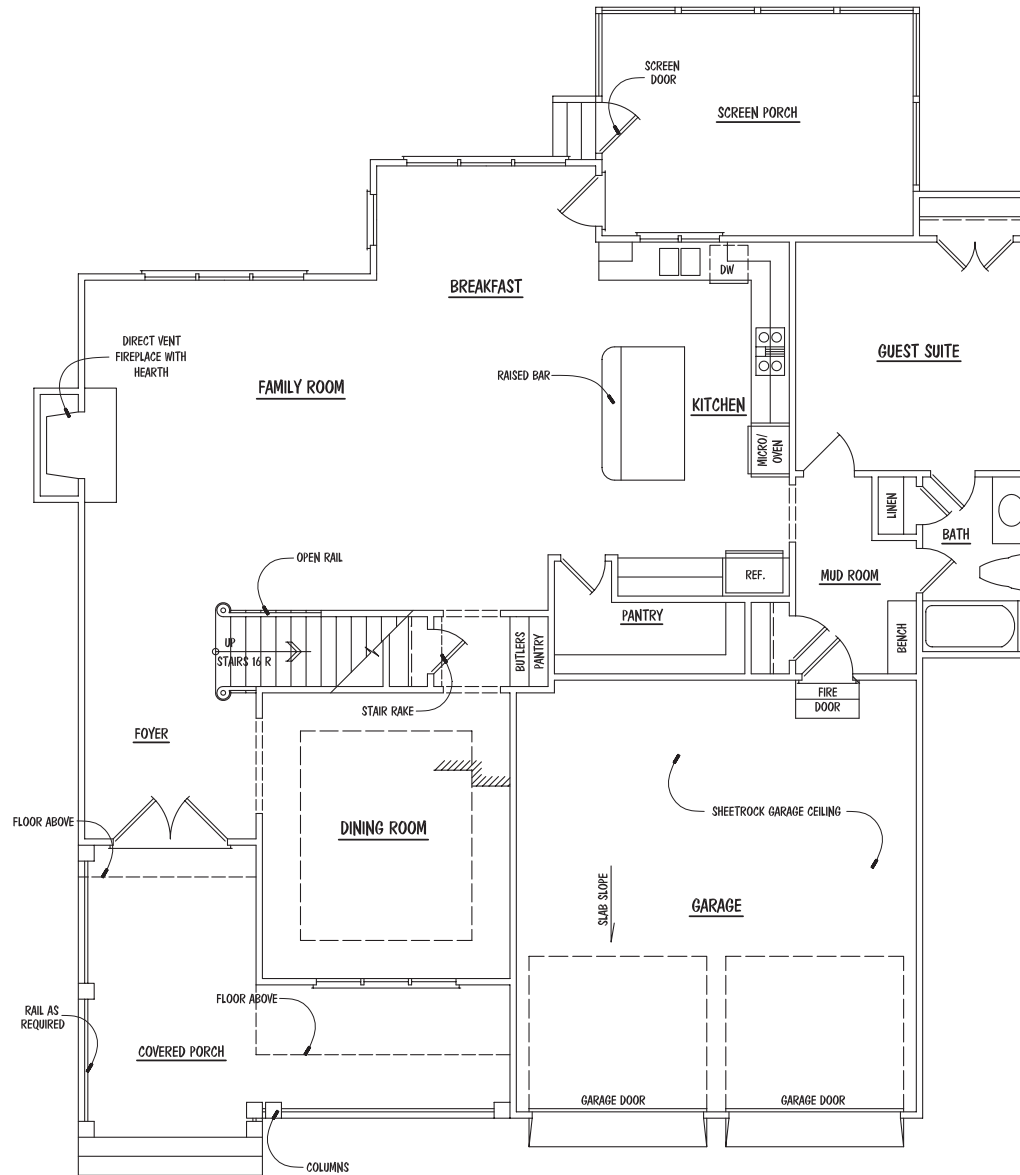 SCREEN
DOOR
SCREEN PORCH
BREAKFAST
DW
DIRECT VENT
FIREPLACE WITH
HEARTH
FAMILY ROOM
RAISED BAR
KITCHEN
GUEST SUITE
MICRO/
OVEN
LINEN
BATH
OPEN RAIL
REF.
MUD ROOM
PANTRY
UP
STAIRS 16 R
BUTLERS
PANTRY
BENCH
STAIR RAKE
FIRE
DOOR
FOYER
FLOOR ABOVE
DINING ROOM
SHEETROCK GARAGE CEILING
SLAB SLOPE
GARAGE
FLOOR ABOVE
RAIL AS
REQUIRED
COVERED PORCH
GARAGE DOOR
GARAGE DOOR
COLUMNS